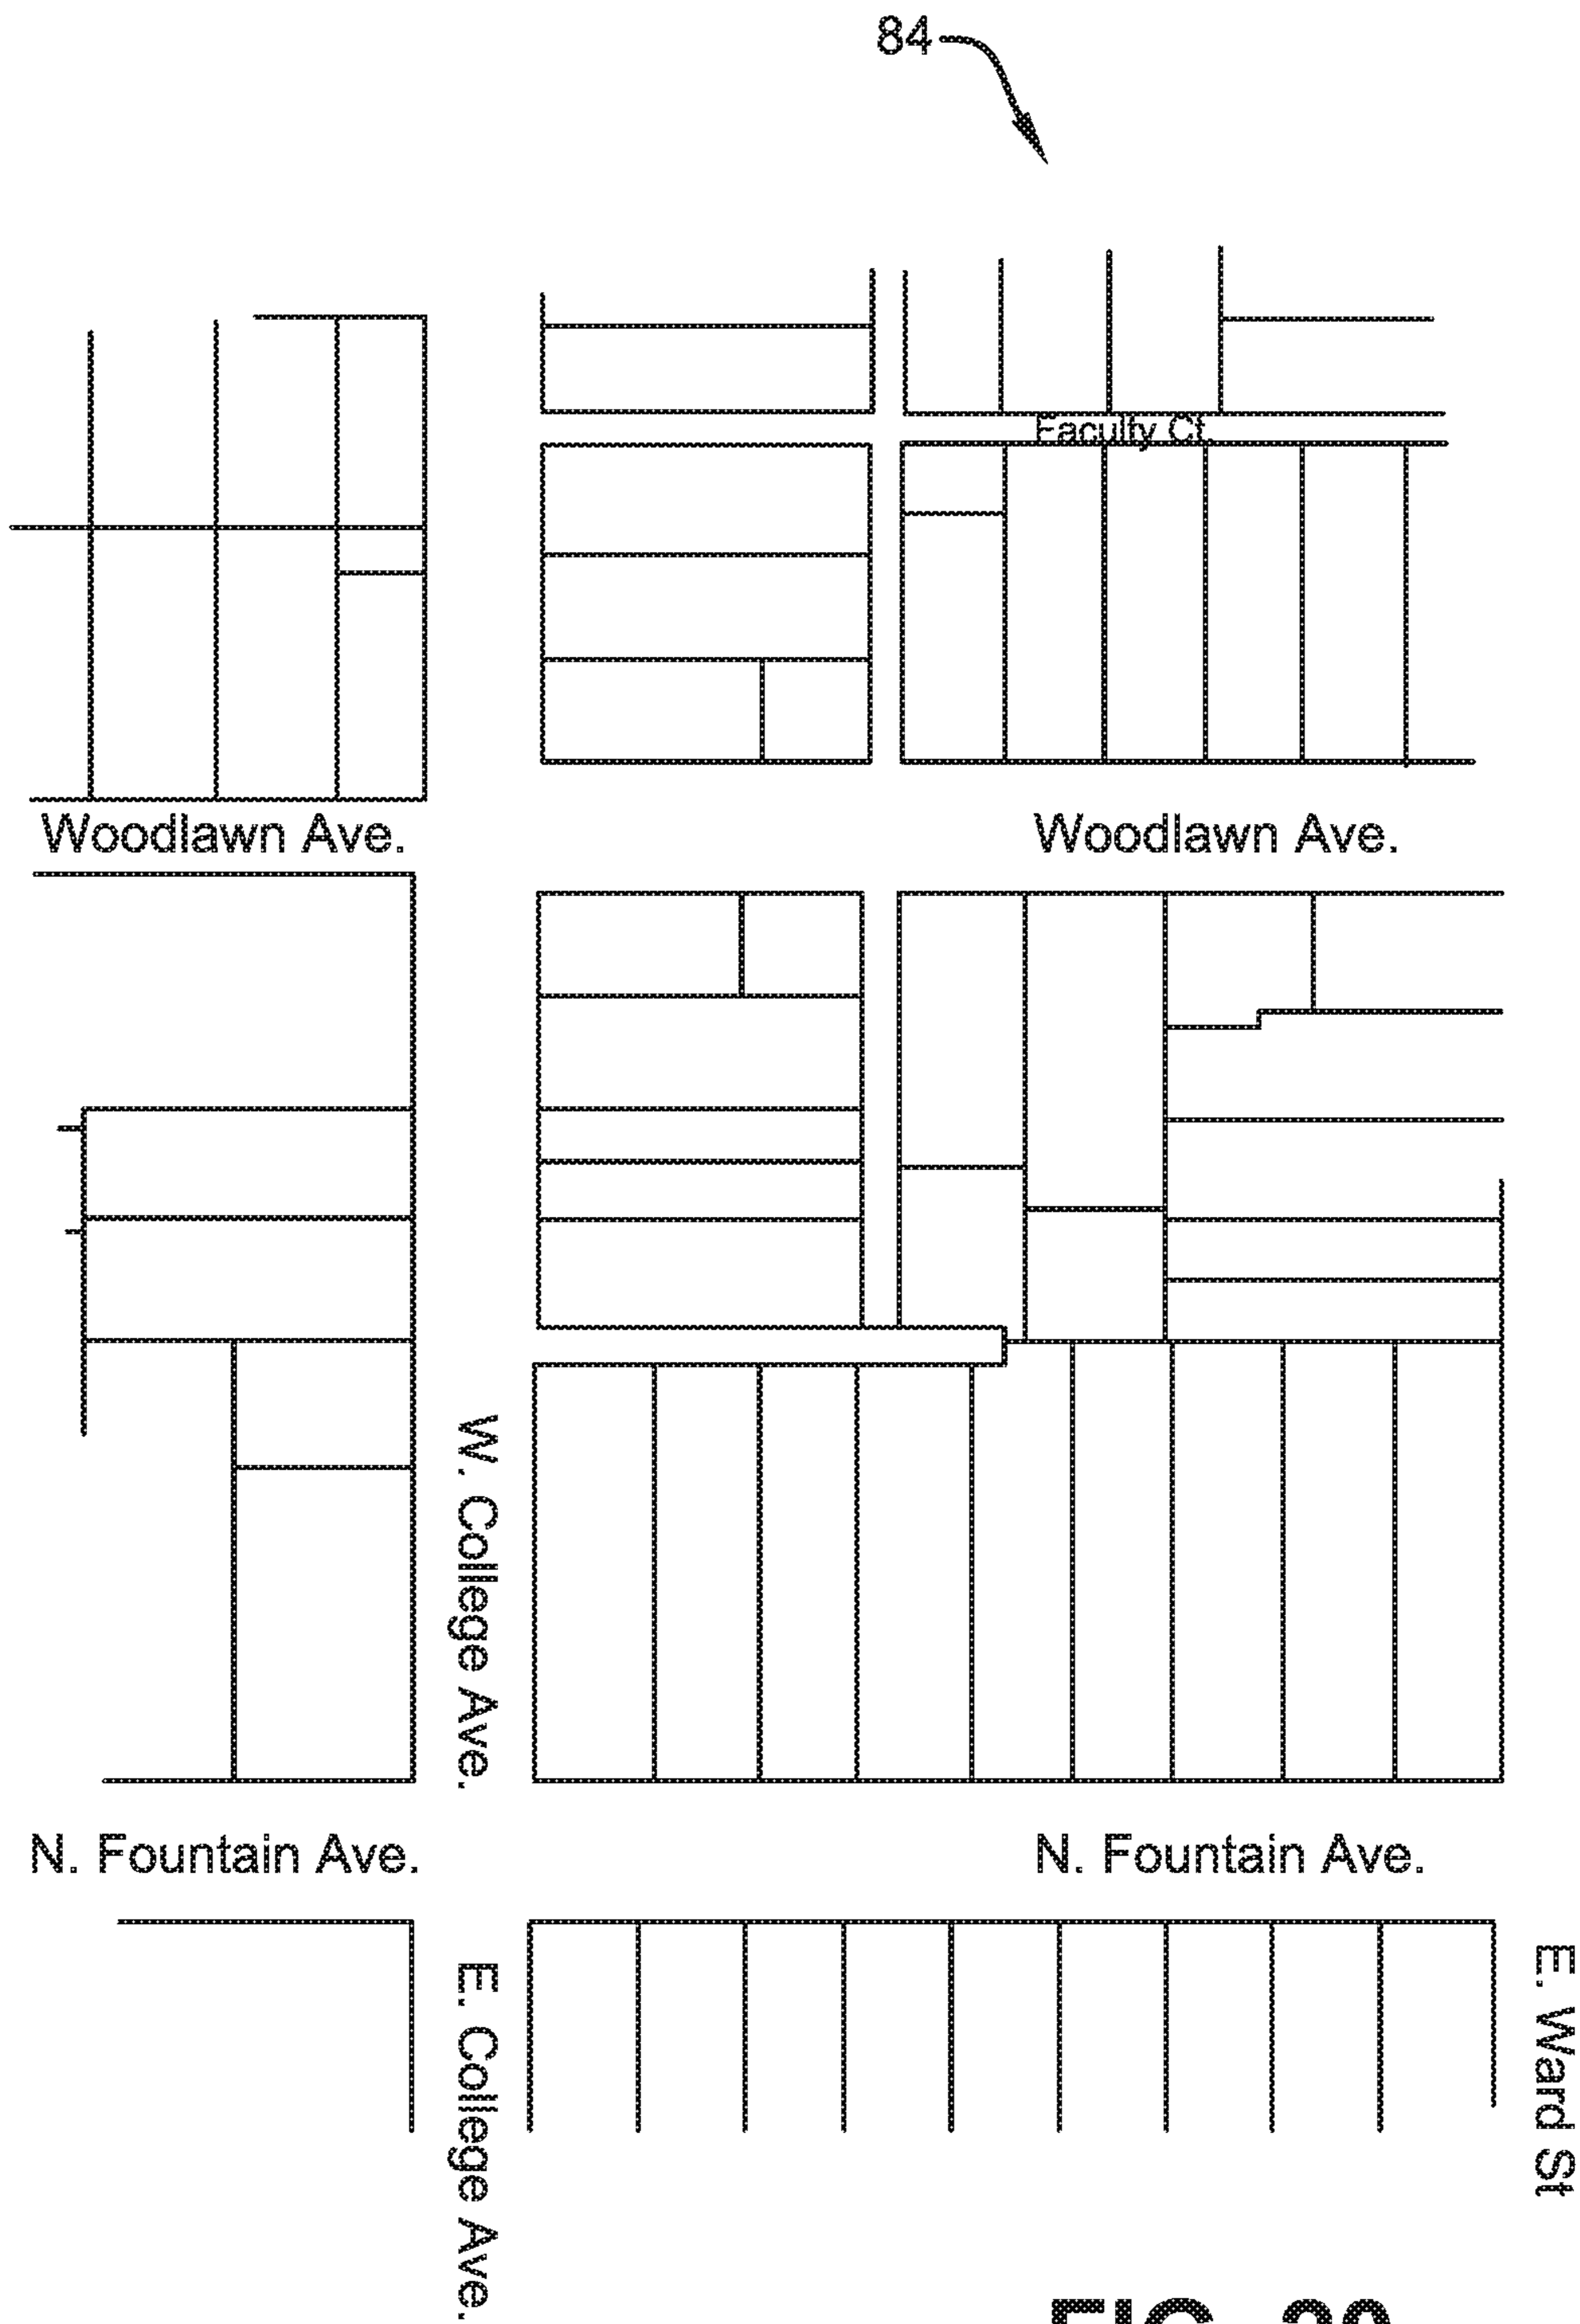 84
Faculty Ct.
Woodlawn Ave.
Woodlawn Ave.
W. College Ave.
N. Fountain Ave.
N. Fountain Ave.
E. College Ave.
E. Ward St